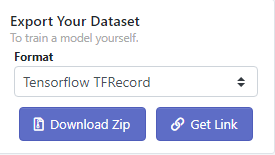 Export Your Dataset
To train a model yourself.
Format
Tensorflow TFRecord
Download Zip Get Link